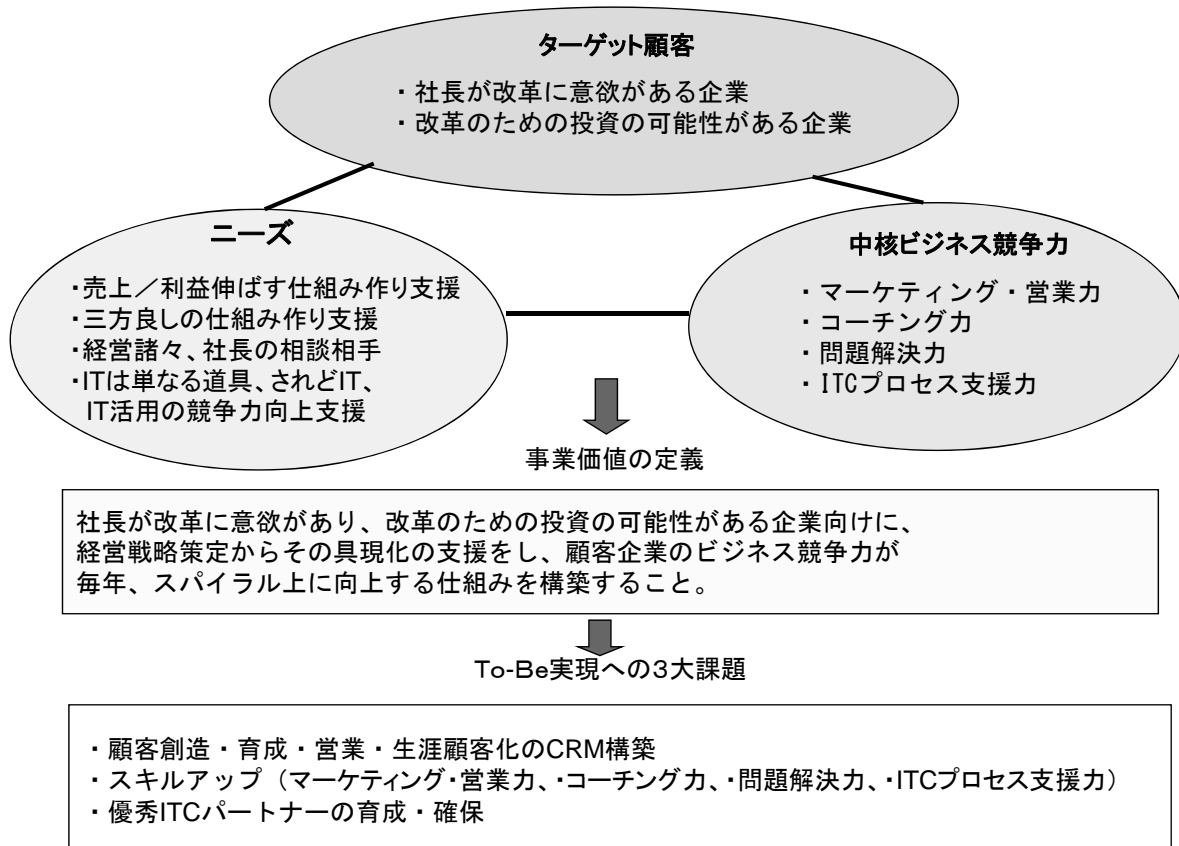 ターゲット顧客
・社長が改革に意欲がある企業
・改革のための投資の可能性がある企業
ニーズ
・売上／利益伸ばす仕組み作り支援
・三方良しの仕組み作り支援
・経営諸々、社長の相談相手
・ITは単なる道具、されどIT、
IT活用の競争力向上支援
中核ビジネス競争力
・マーケティング・営業力
・コーチング力
・問題解決力
・ITCプロセス支援力
事業価値の定義
社長が改革に意欲があり、改革のための投資の可能性がある企業向けに、
経営戦略策定からその具現化の支援をし、顧客企業のビジネス競争力が
毎年、スパイラル上に向上する仕組みを構築すること。
To-Be実現への3大課題
・顧客創造・育成・営業・生涯顧客化のCRM構築
・スキルアップ（マーケティング・営業力、・コーチング力、・問題解決力、・ITCプロセス支援力）
・優秀ITCパートナーの育成・確保